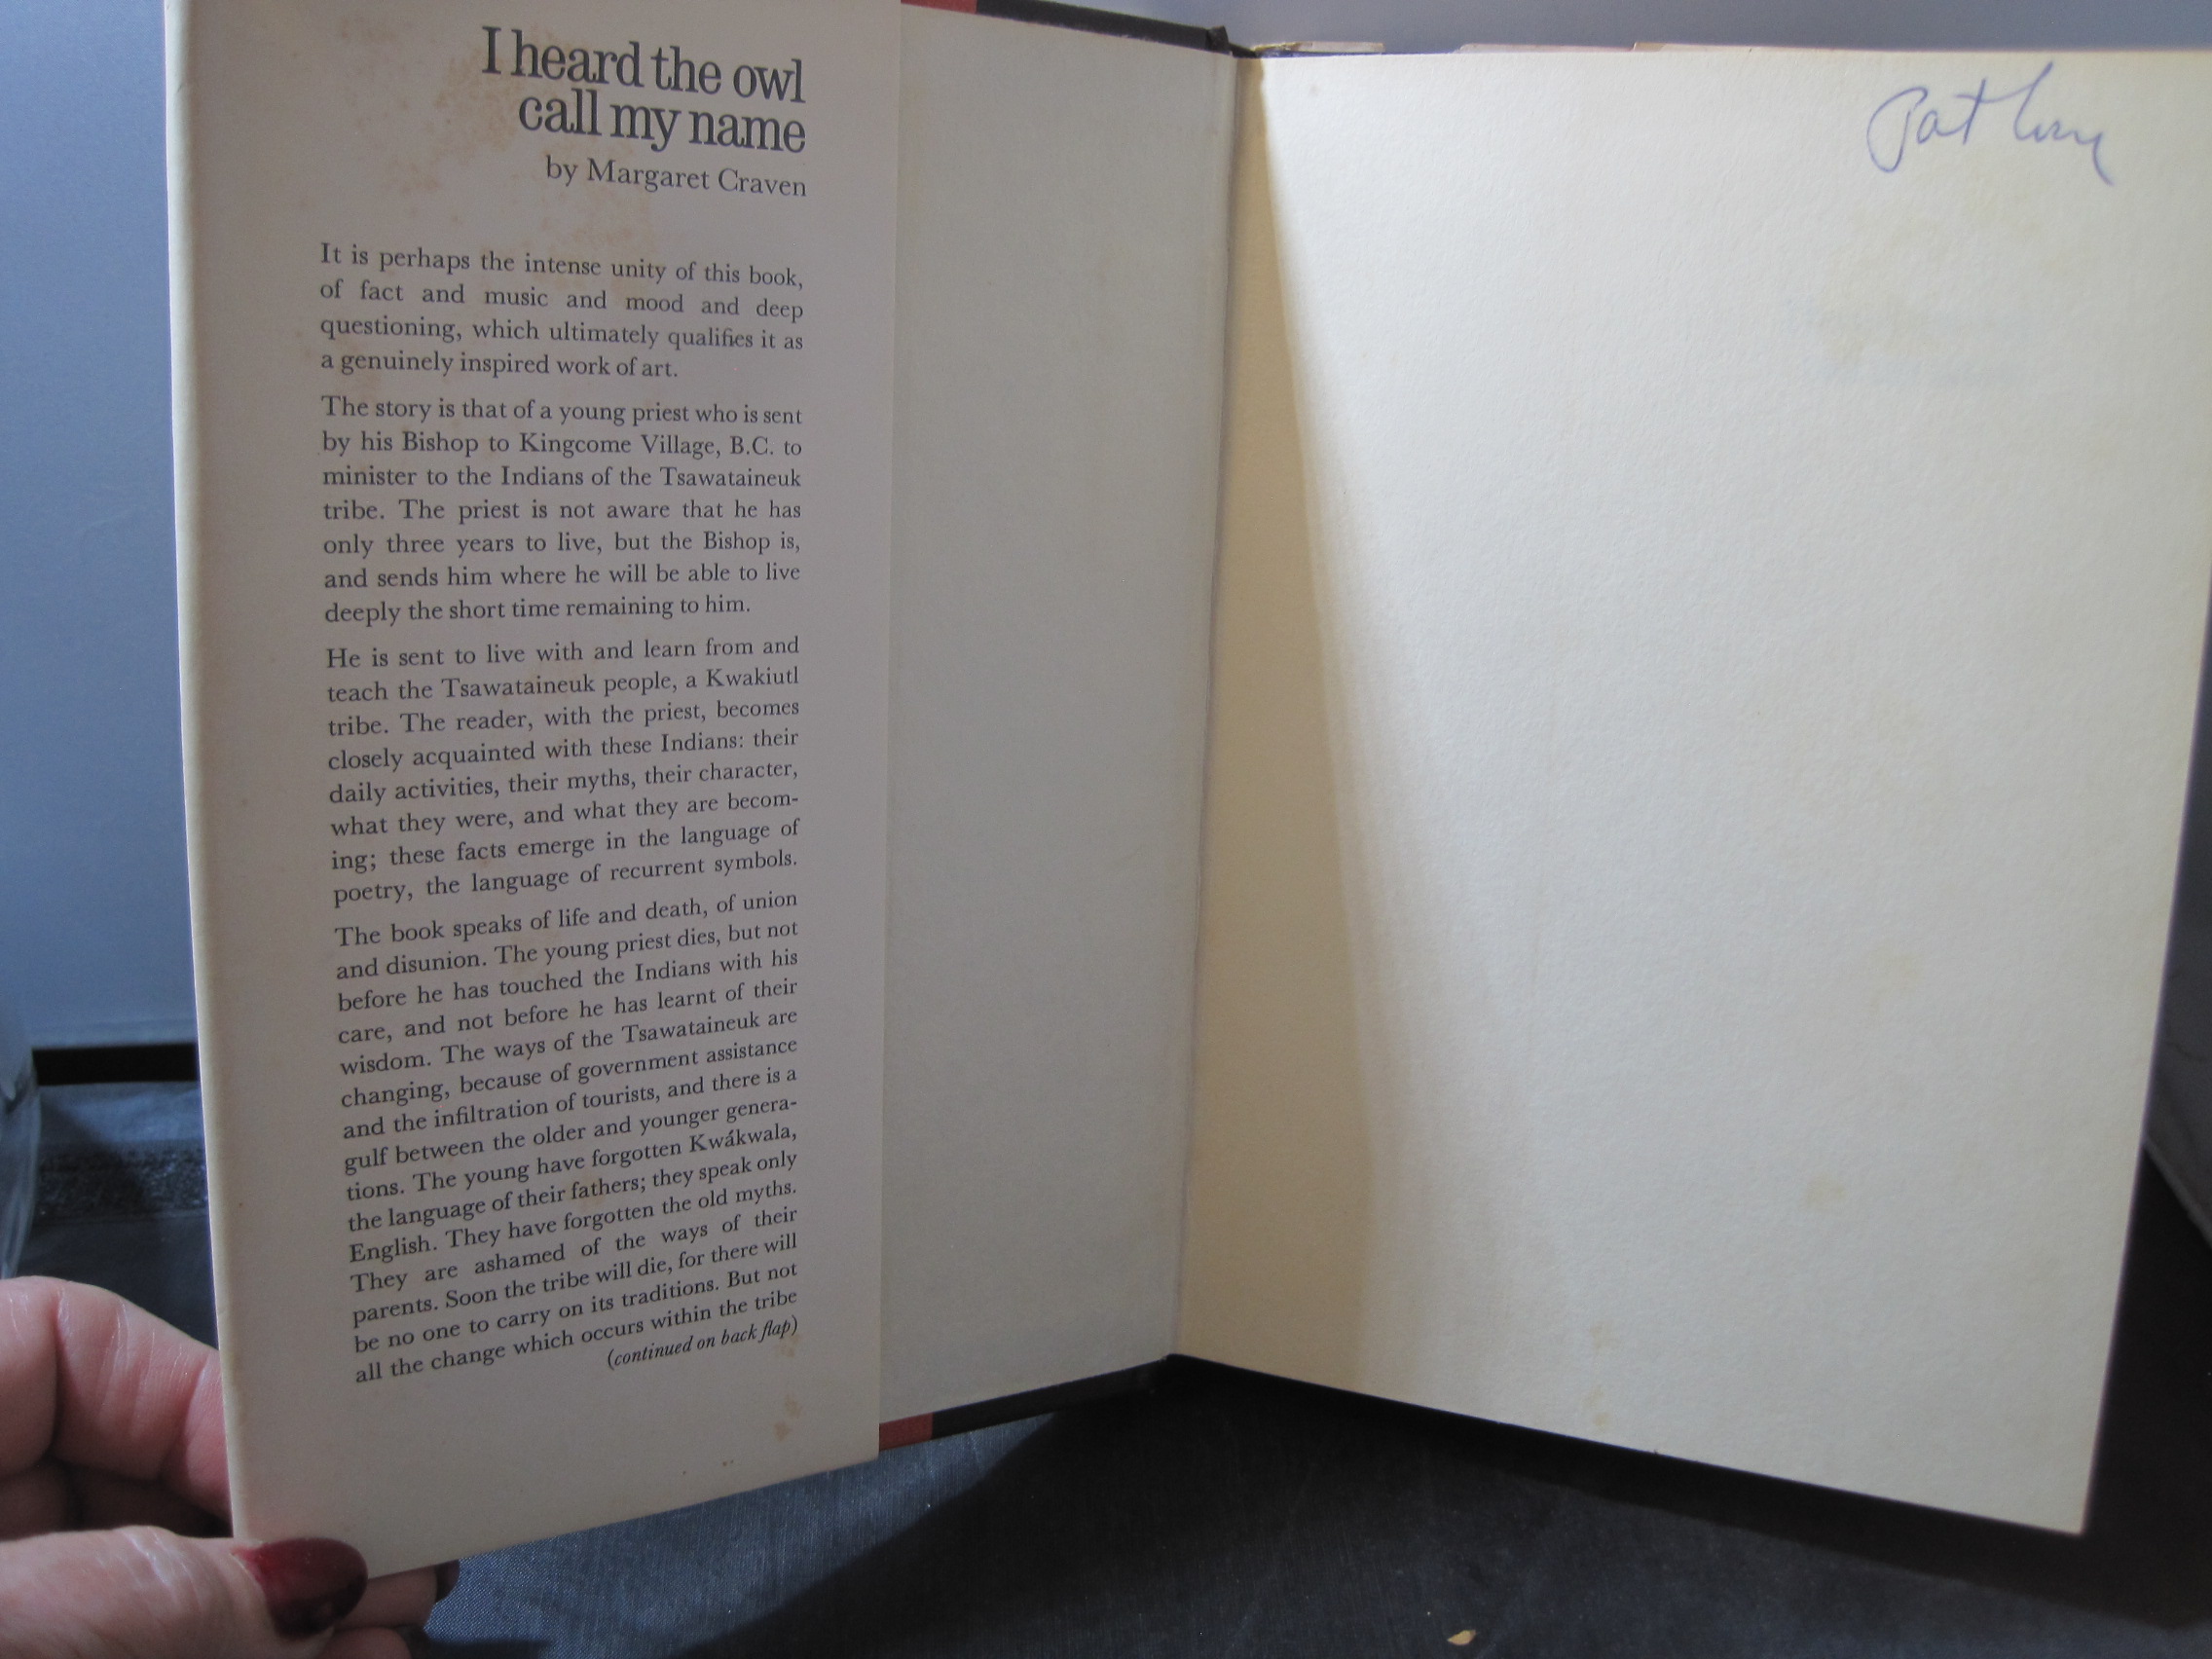 I heard the owl
call my name
by Margaret Craven
It is perhaps the intense unity of this book,
of fact and music and mood and deep
questioning, which ultimately qualifies it as
a genuinely inspired work of art.
The story is that of a young priest who is sent
by his Bishop to Kingcome Village, B.C. to
minister to the Indians of the Tsawataineuk
tribe. The priest is not aware that he has
only three years to live, but the Bishop is,
and sends him where he will be able to live
deeply the short time remaining to him.
He is sent to live with and learn from and
teach the Tsawataineuk people, a Kwakiutl
tribe. The reader, with the priest, becomes
closely acquainted with these Indians: their
daily activities, their myths, their character,
what they were, and what they are becom-
ing; these facts emerge in the language of
poetry, the language of recurrent symbols.
The book speaks of life and death, of union
and disunion. The young priest dies, but not
before he has touched the Indians with his
care, and not before he has learnt of their
wisdom. The ways of the Tsawataineuk are
changing, because of government assistance
and the infiltration of tourists, and there is a
gulf between the older and younger genera-
tions. The young have forgotten Kwákwala,
the language of their fathers; they speak only
English. They have forgotten the old myths.
They are ashamed of the ways of their
parents. Soon the tribe will die, for there will
be no one to carry on its traditions. But not
all the change which occurs within the tribe
(continued on back flap)
Pat